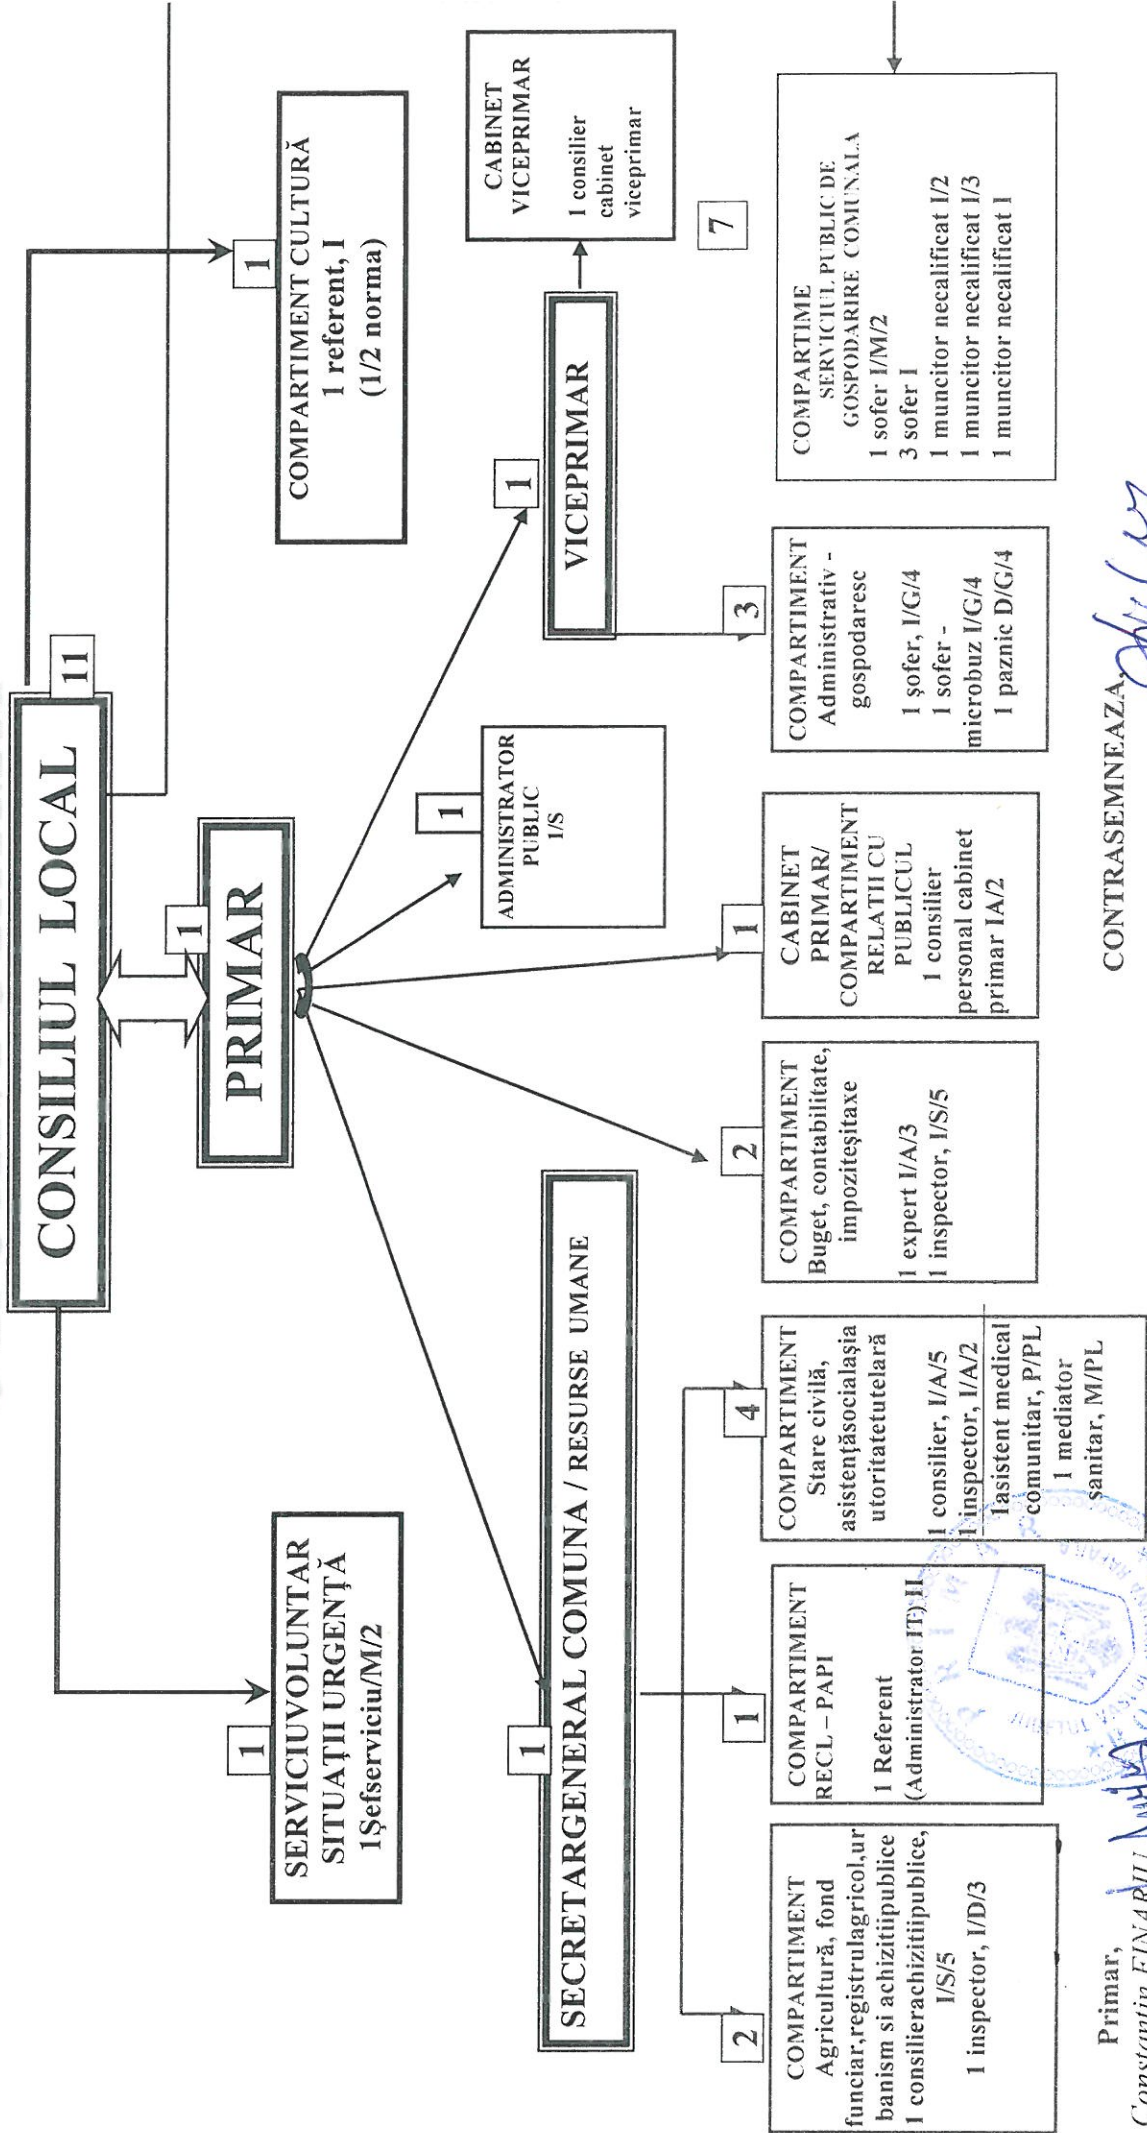 CONSILIUL LOCAL
11
1
PRIMAR
1
SERVICIUVOLUNTAR
SITUAȚII URGENȚĂ
1Șefserviciu/M/2
1
COMPARTIMENT CULTURĂ
1 referent, I
(1/2 norma)
1
SECRETARGENERAL COMUNA / RESURSE UMANE
1
ADMINISTRATOR
PUBLIC
1/S
1
VICEPRIMAR
CABINET
VICEPRIMAR
1 consilier
cabinet
viceprimar
2
COMPARTIMENT
Agricultură, fond
funciar,registrulagricol,ur
banism si achizitiipublice
1 consilierachizitiipublice,
I/S/5
1 inspector, I/D/3
1
COMPARTIMENT
RECL – PAPI
1 Referent
(Administrator IT) II
4
COMPARTIMENT
Stare civilă,
asistențăsocialașia
utoritatetutelară
1 consilier, I/A/5
1 inspector, I/A/2
1asistent medical
comunitar, P/PL
1 mediator
sanitar, M/PL
2
COMPARTIMENT
Buget, contabilitate,
impoziteșitaxe
1 expert I/A/3
1 inspector, I/S/5
1
CABINET
PRIMAR/
COMPARTIMENT
RELATII CU
PUBLICUL
1 consilier
personal cabinet
primar IA/2
3
COMPARTIMENT
Administrativ -
gospodaresc
1 șofer, I/G/4
1 sofer -
microbuz I/G/4
1 paznic D/G/4
7
COMPARTIME
SERVICIUL PUBLIC DE
GOSPODARIRE COMUNALA
1 sofer I/M/2
3 sofer I
1 muncitor necalificat I/2
1 muncitor necalificat I/3
1 muncitor necalificat I
Primar,
Constantin FINARIU
CONTRASEMNEAZA,